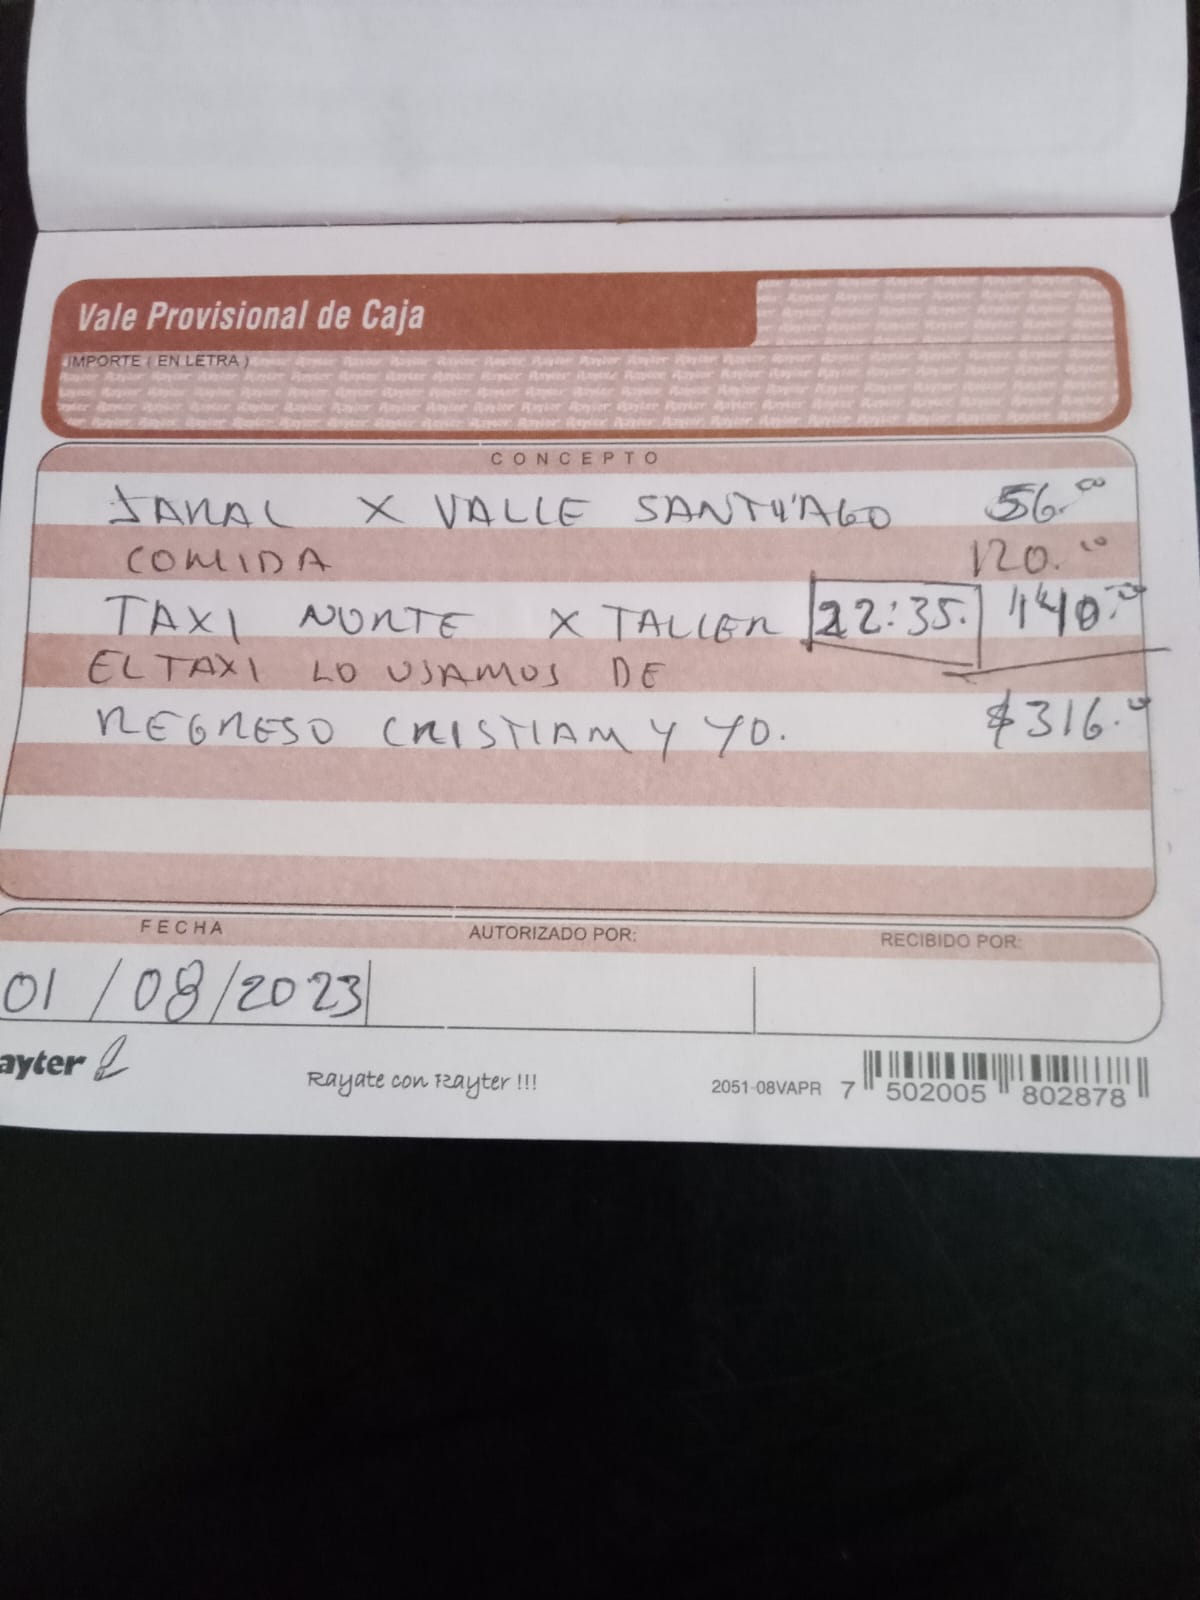 Vale Provisional de Caja
IMPORTE ( EN LETRA )
CONCEPTO
JARAL X VALLE SANTIAGO 56.00
COMIDA 120.00
TAXI NORTE X TALLER 22:35. 140.00
EL TAXI LO USAMOS DE
REGRESO CRISTIAM Y YO. $316.00
FECHA AUTORIZADO POR: RECIBIDO POR:
01/08/2023
ayter Rayate con Rayter !!! 2051-08VAPR 7 502005 802878